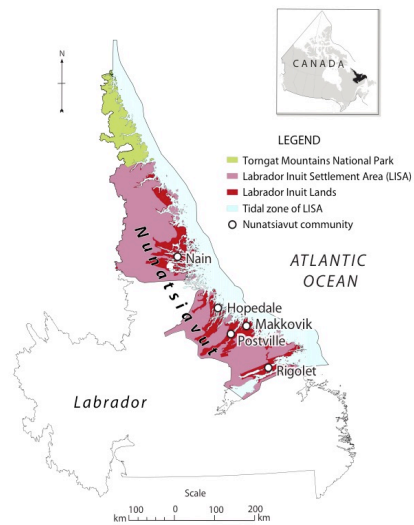 N
CANADA
LEGEND
Torngat Mountains National Park
Labrador Inuit Settlement Area (LISA)
Labrador Inuit Lands
Tidal zone of LISA
Nunatsiavut community
ATLANTIC
OCEAN
Nunatsiavut
Nain
Hopedale
Makkovik
Postville
Rigolet
Labrador
Scale
100 0 100 200
km km